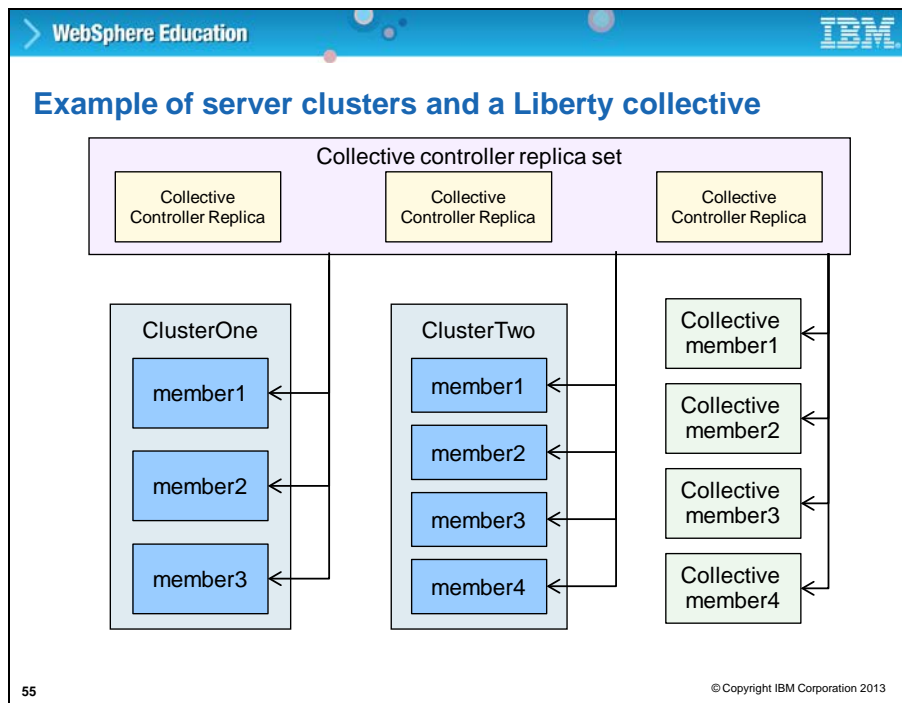 WebSphere Education
IBM.
Example of server clusters and a Liberty collective
Collective controller replica set
Collective
Controller Replica
Collective
Controller Replica
Collective
Controller Replica
ClusterOne
member1
member2
member3
ClusterTwo
member1
member2
member3
member4
Collective
member1
Collective
member2
Collective
member3
Collective
member4
55
© Copyright IBM Corporation 2013